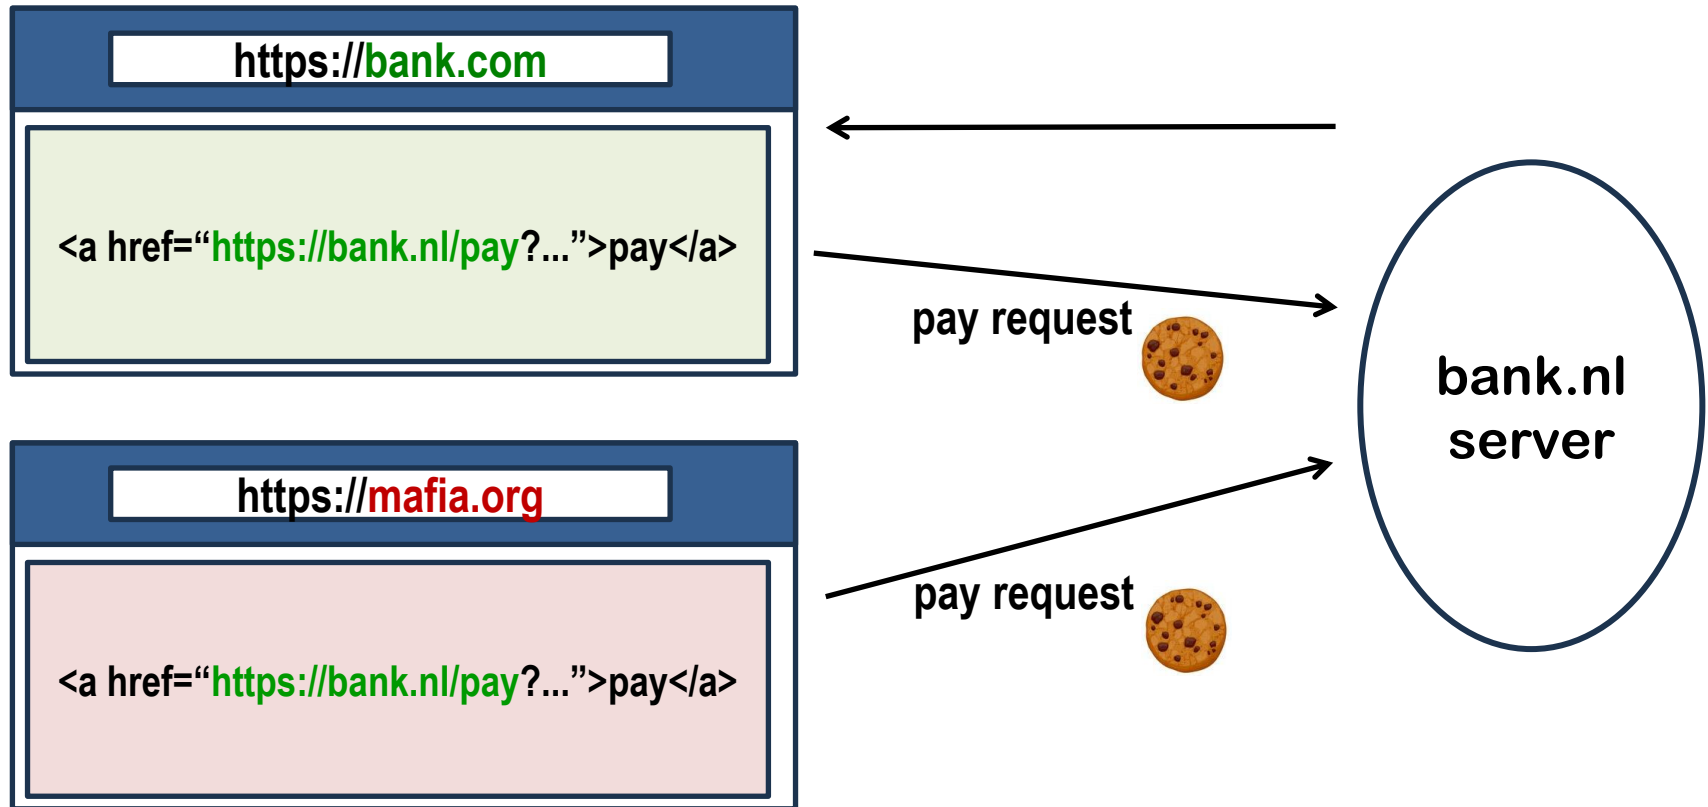 https://bank.com
<a href=“https://bank.nl/pay?...”>pay</a>
pay request
bank.nl
server
https://mafia.org
pay request
<a href=“https://bank.nl/pay?...”>pay</a>